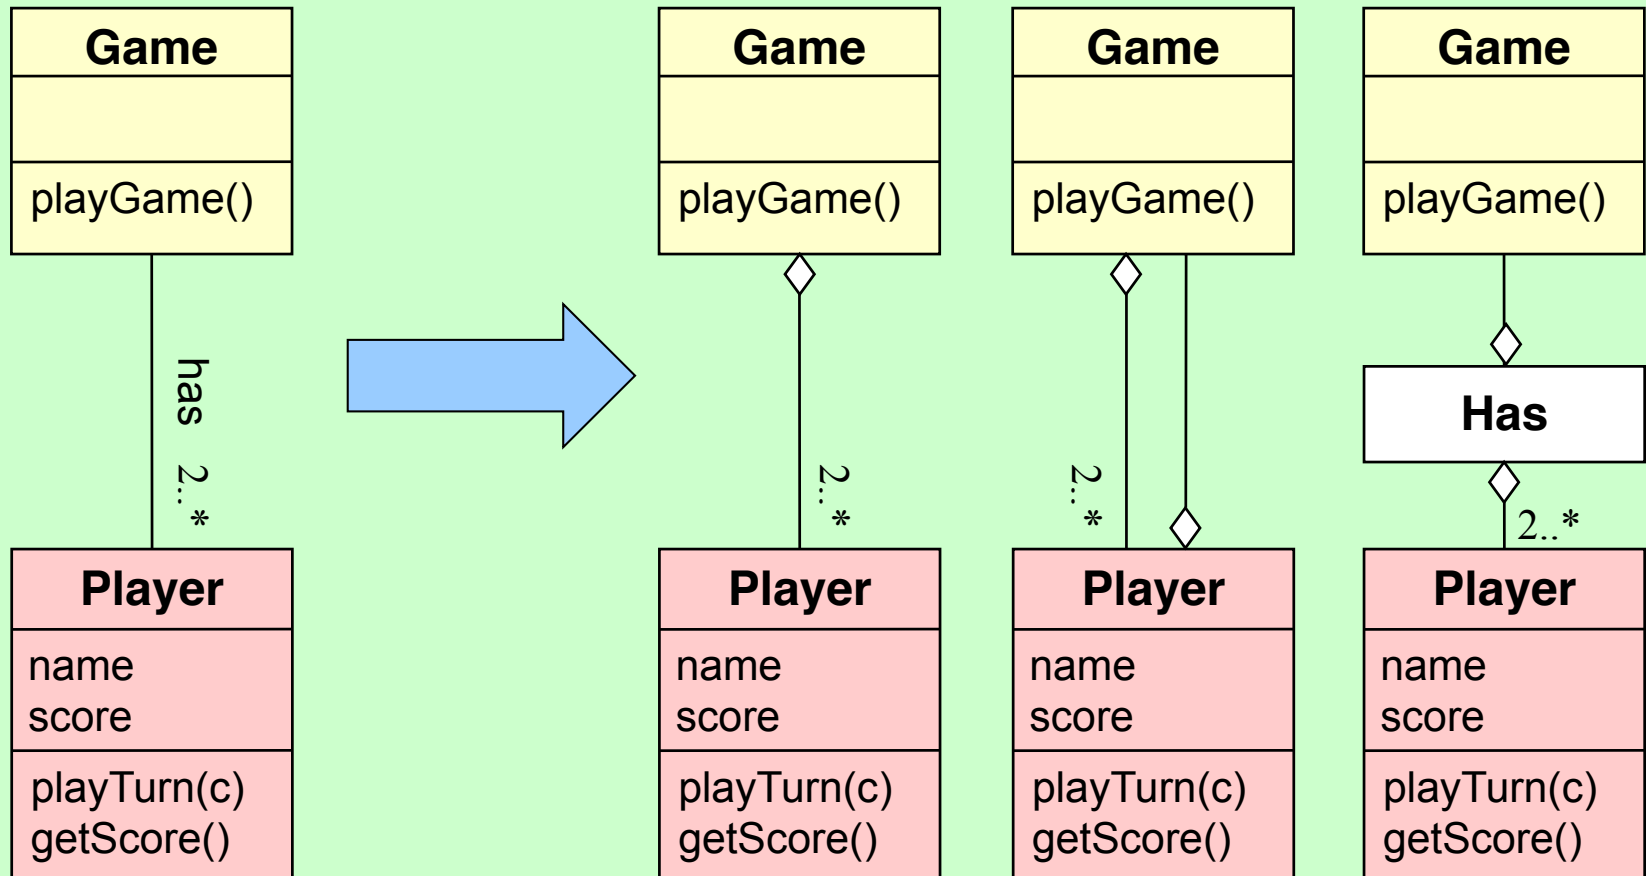 Game
playGame()
has 2..*
Player
name
score
playTurn(c)
getScore()
Game
playGame()
2..*
Player
name
score
playTurn(c)
getScore()
Game
playGame()
2..*
Player
name
score
playTurn(c)
getScore()
Game
playGame()
Has
2..*
Player
name
score
playTurn(c)
getScore()